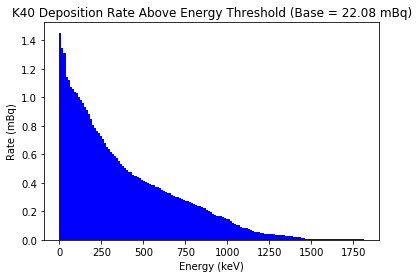 K40 Deposition Rate Above Energy Threshold (Base = 22.08 mBq)
1.4
1.2
1.0
0.8
0.6
0.4
0.2
0.0
Rate (mBq)
0 250 500 750 1000 1250 1500 1750
Energy (keV)